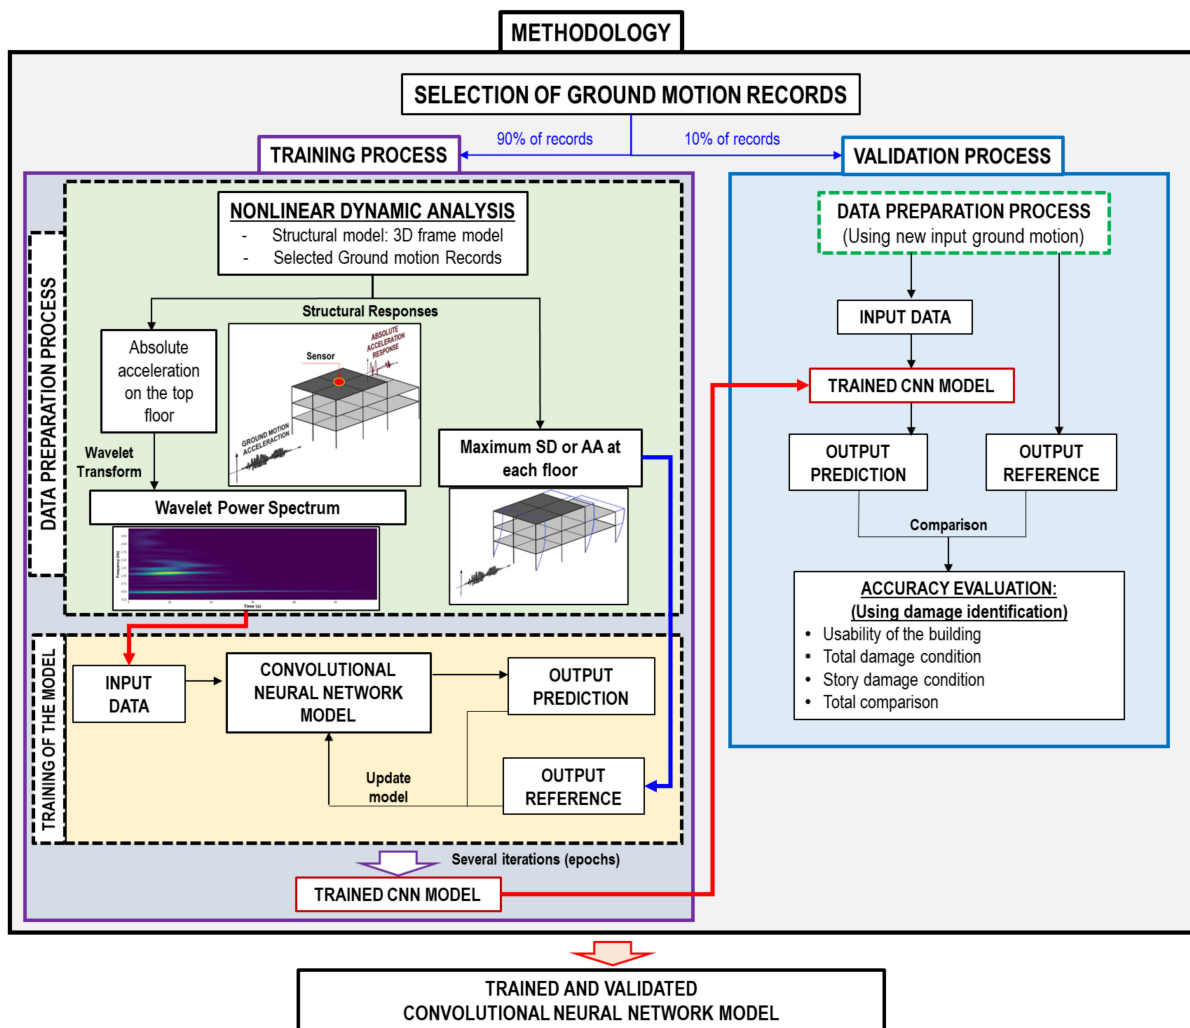 METHODOLOGY
SELECTION OF GROUND MOTION RECORDS
90% of records
10% of records
TRAINING PROCESS
DATA PREPARATION PROCESS
NONLINEAR DYNAMIC ANALYSIS
- Structural model: 3D frame model
- Selected Ground motion Records
Structural Responses
Absolute
acceleration
on the top
floor
Sensor
ABSOLUTE
ACCELERATION
RESPONSE
GROUND MOTION
ACCELERACTION
Wavelet
Transform
Wavelet Power Spectrum
Frequency (Hz)
Time (s)
Maximum SD or AA at
each floor
TRAINING OF THE MODEL
INPUT
DATA
CONVOLUTIONAL
NEURAL NETWORK
MODEL
OUTPUT
PREDICTION
OUTPUT
REFERENCE
Update
model
Several iterations (epochs)
TRAINED CNN MODEL
VALIDATION PROCESS
DATA PREPARATION PROCESS
(Using new input ground motion)
INPUT DATA
TRAINED CNN MODEL
OUTPUT
PREDICTION
OUTPUT
REFERENCE
Comparison
ACCURACY EVALUATION:
(Using damage identification)
• Usability of the building
• Total damage condition
• Story damage condition
• Total comparison
TRAINED AND VALIDATED
CONVOLUTIONAL NEURAL NETWORK MODEL